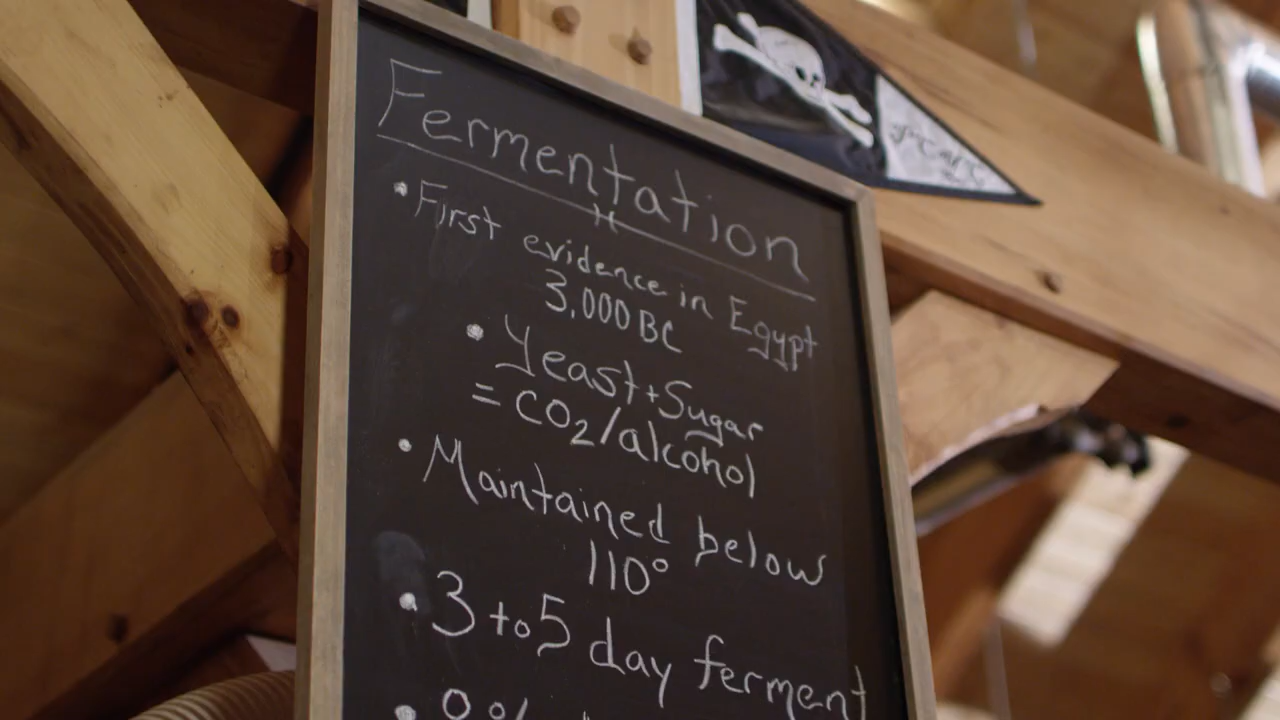 Fermentation
• First evidence in Egypt
3,000 BC
• Yeast + Sugar
= CO₂/alcohol
• Maintained below
110°
• 3 to 5 day ferment